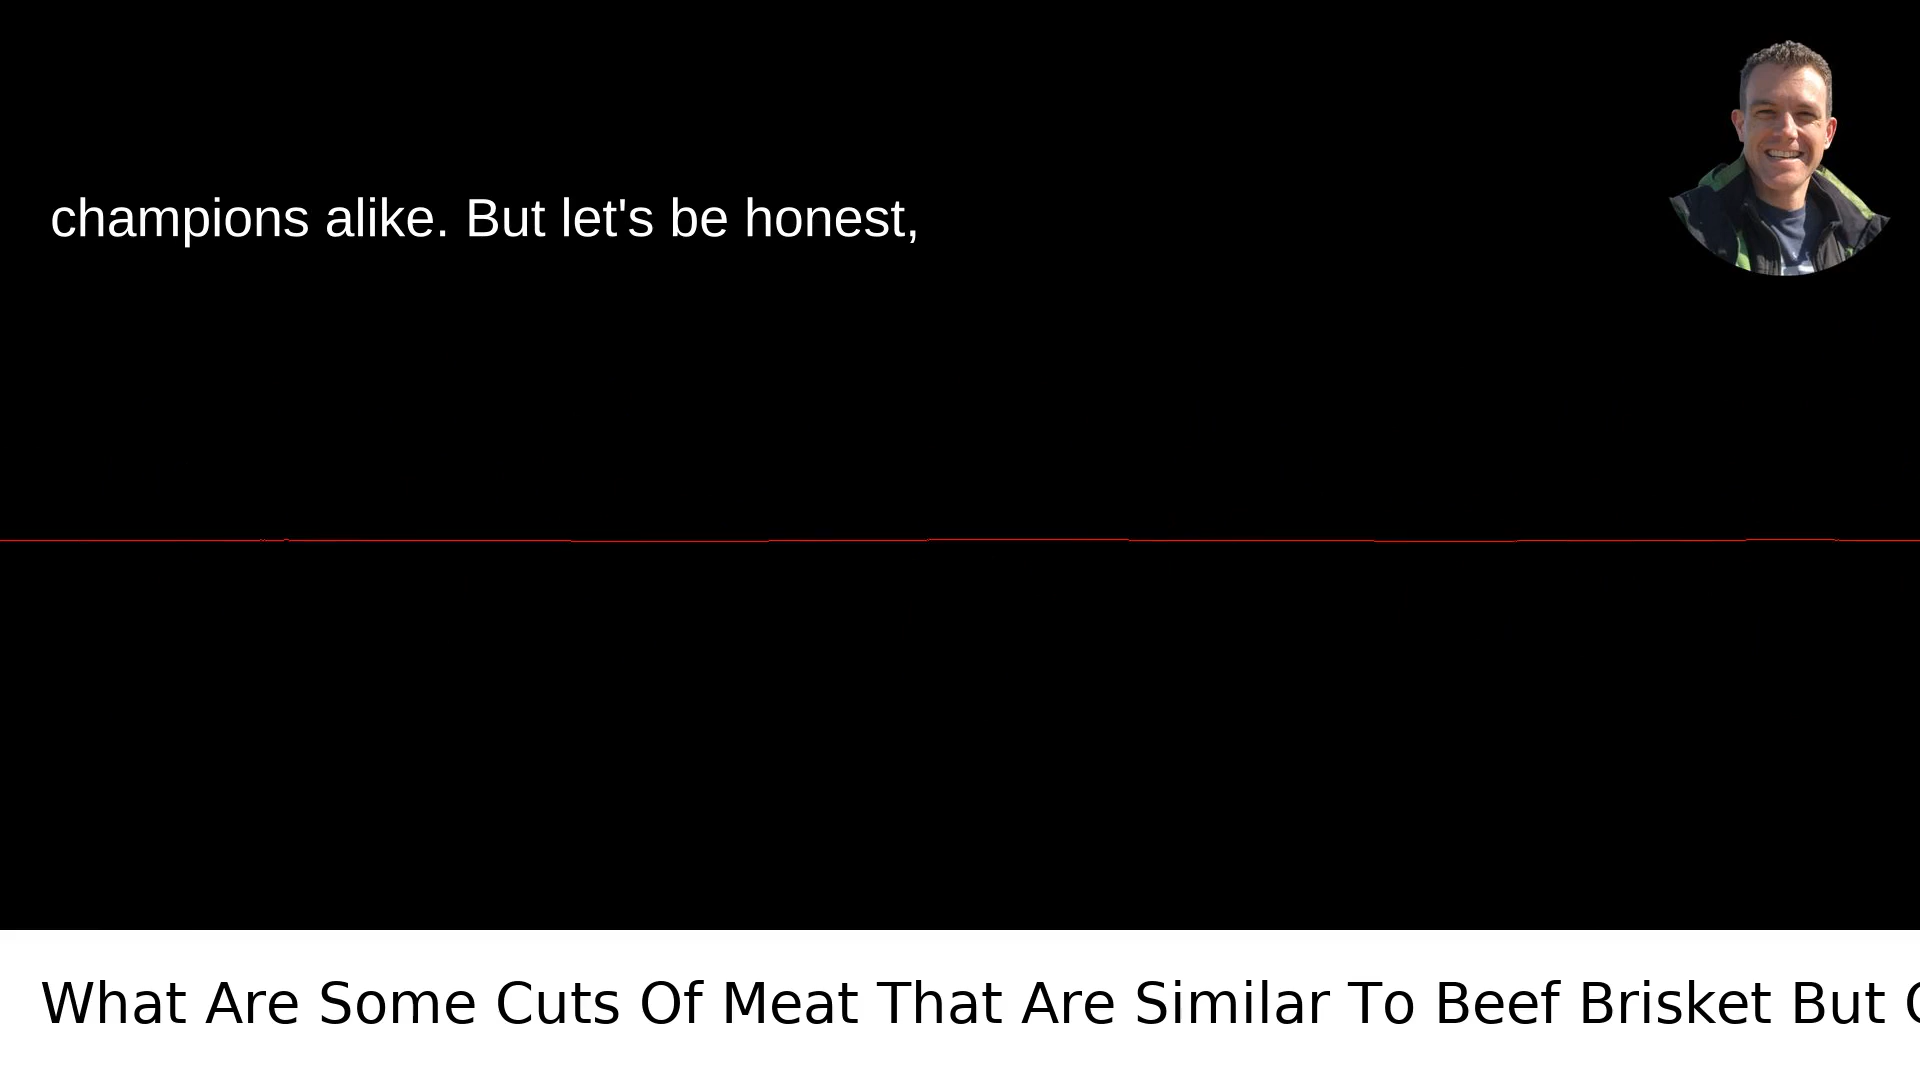 champions alike. But let's be honest,
What Are Some Cuts Of Meat That Are Similar To Beef Brisket But